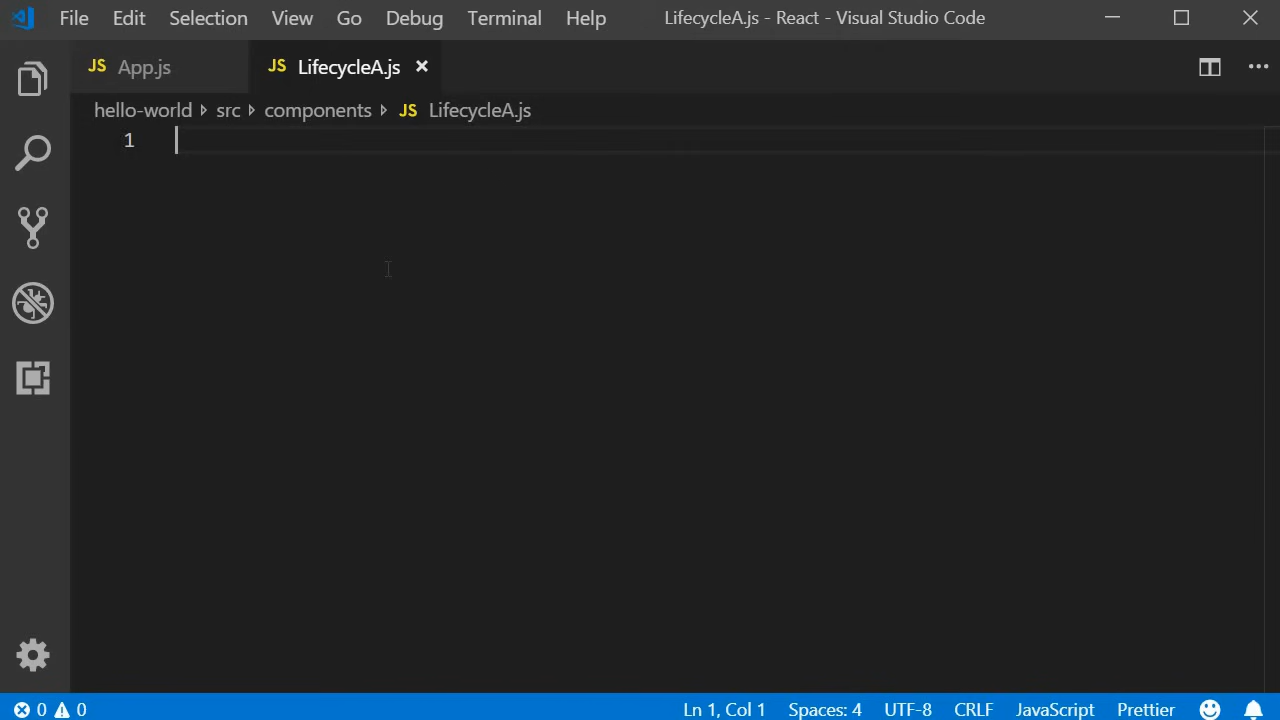 File Edit Selection View Go Debug Terminal Help LifecycleA.js - React - Visual Studio Code
JS App.js JS LifecycleA.js
hello-world src components JS LifecycleA.js
1
0 0 Ln 1, Col 1 Spaces: 4 UTF-8 CRLF JavaScript Prettier